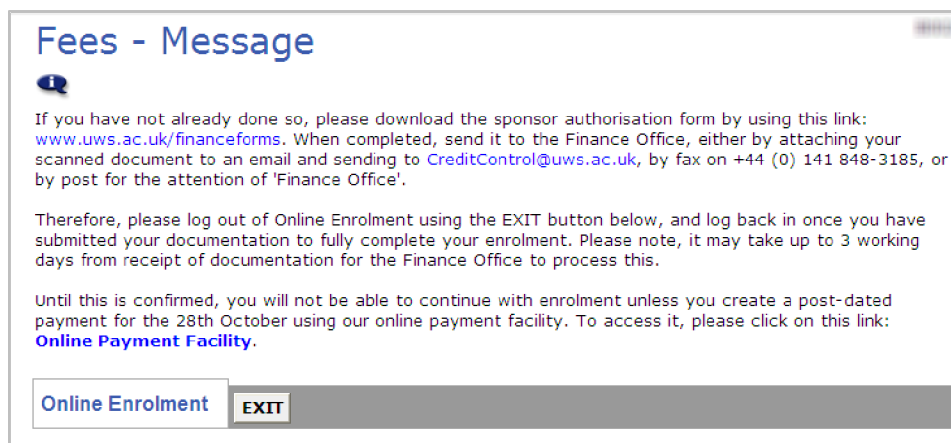 Fees - Message
If you have not already done so, please download the sponsor authorisation form by using this link:
www.uws.ac.uk/financeforms. When completed, send it to the Finance Office, either by attaching your
scanned document to an email and sending to CreditControl@uws.ac.uk, by fax on +44 (0) 141 848-3185, or
by post for the attention of 'Finance Office'.
Therefore, please log out of Online Enrolment using the EXIT button below, and log back in once you have
submitted your documentation to fully complete your enrolment. Please note, it may take up to 3 working
days from receipt of documentation for the Finance Office to process this.
Until this is confirmed, you will not be able to continue with enrolment unless you create a post-dated
payment for the 28th October using our online payment facility. To access it, please click on this link:
Online Payment Facility.
Online Enrolment EXIT